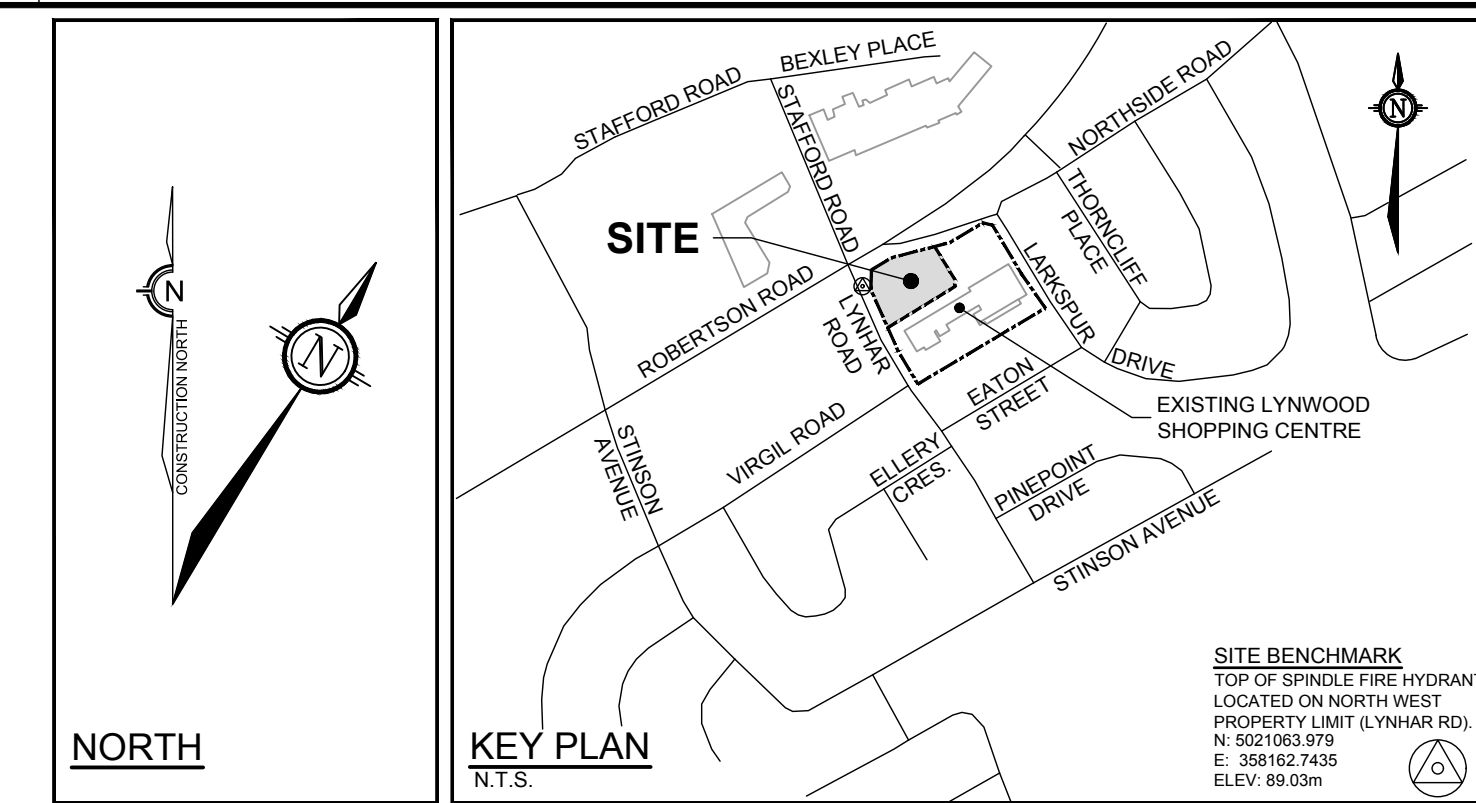 N
CONSTRUCTION NORTH
N
NORTH
BEXLEY PLACE
STAFFORD ROAD
STAFFORD ROAD
NORTHSIDE ROAD
N
THORNCLIFF
PLACE
SITE
LARKSPUR
DRIVE
ROBERTSON ROAD
LYNHAR
ROAD
EATON
STREET
EXISTING LYNWOOD
SHOPPING CENTRE
VIRGIL ROAD
STINSON
AVENUE
ELLERY
CRES.
PINEPOINT
DRIVE
STINSON AVENUE
SITE BENCHMARK
TOP OF SPINDLE FIRE HYDRANT
LOCATED ON NORTH WEST
PROPERTY LIMIT (LYNHAR RD).
N: 5021063.979
E: 358162.7435
ELEV: 89.03m
KEY PLAN
N.T.S.